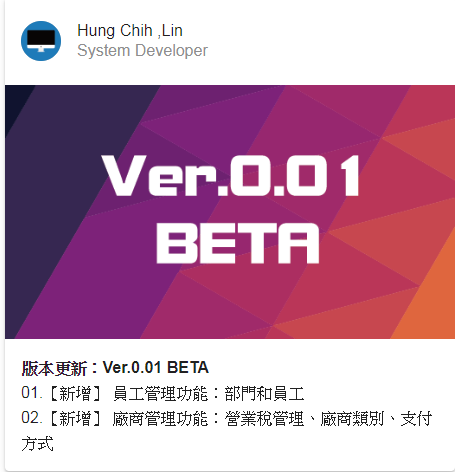 Hung Chih ,Lin
System Developer
Ver.0.01
BETA
版本更新：Ver.0.01 BETA
01.【新增】 員工管理功能：部門和員工
02.【新增】 廠商管理功能：營業稅管理、廠商類別、支付
方式